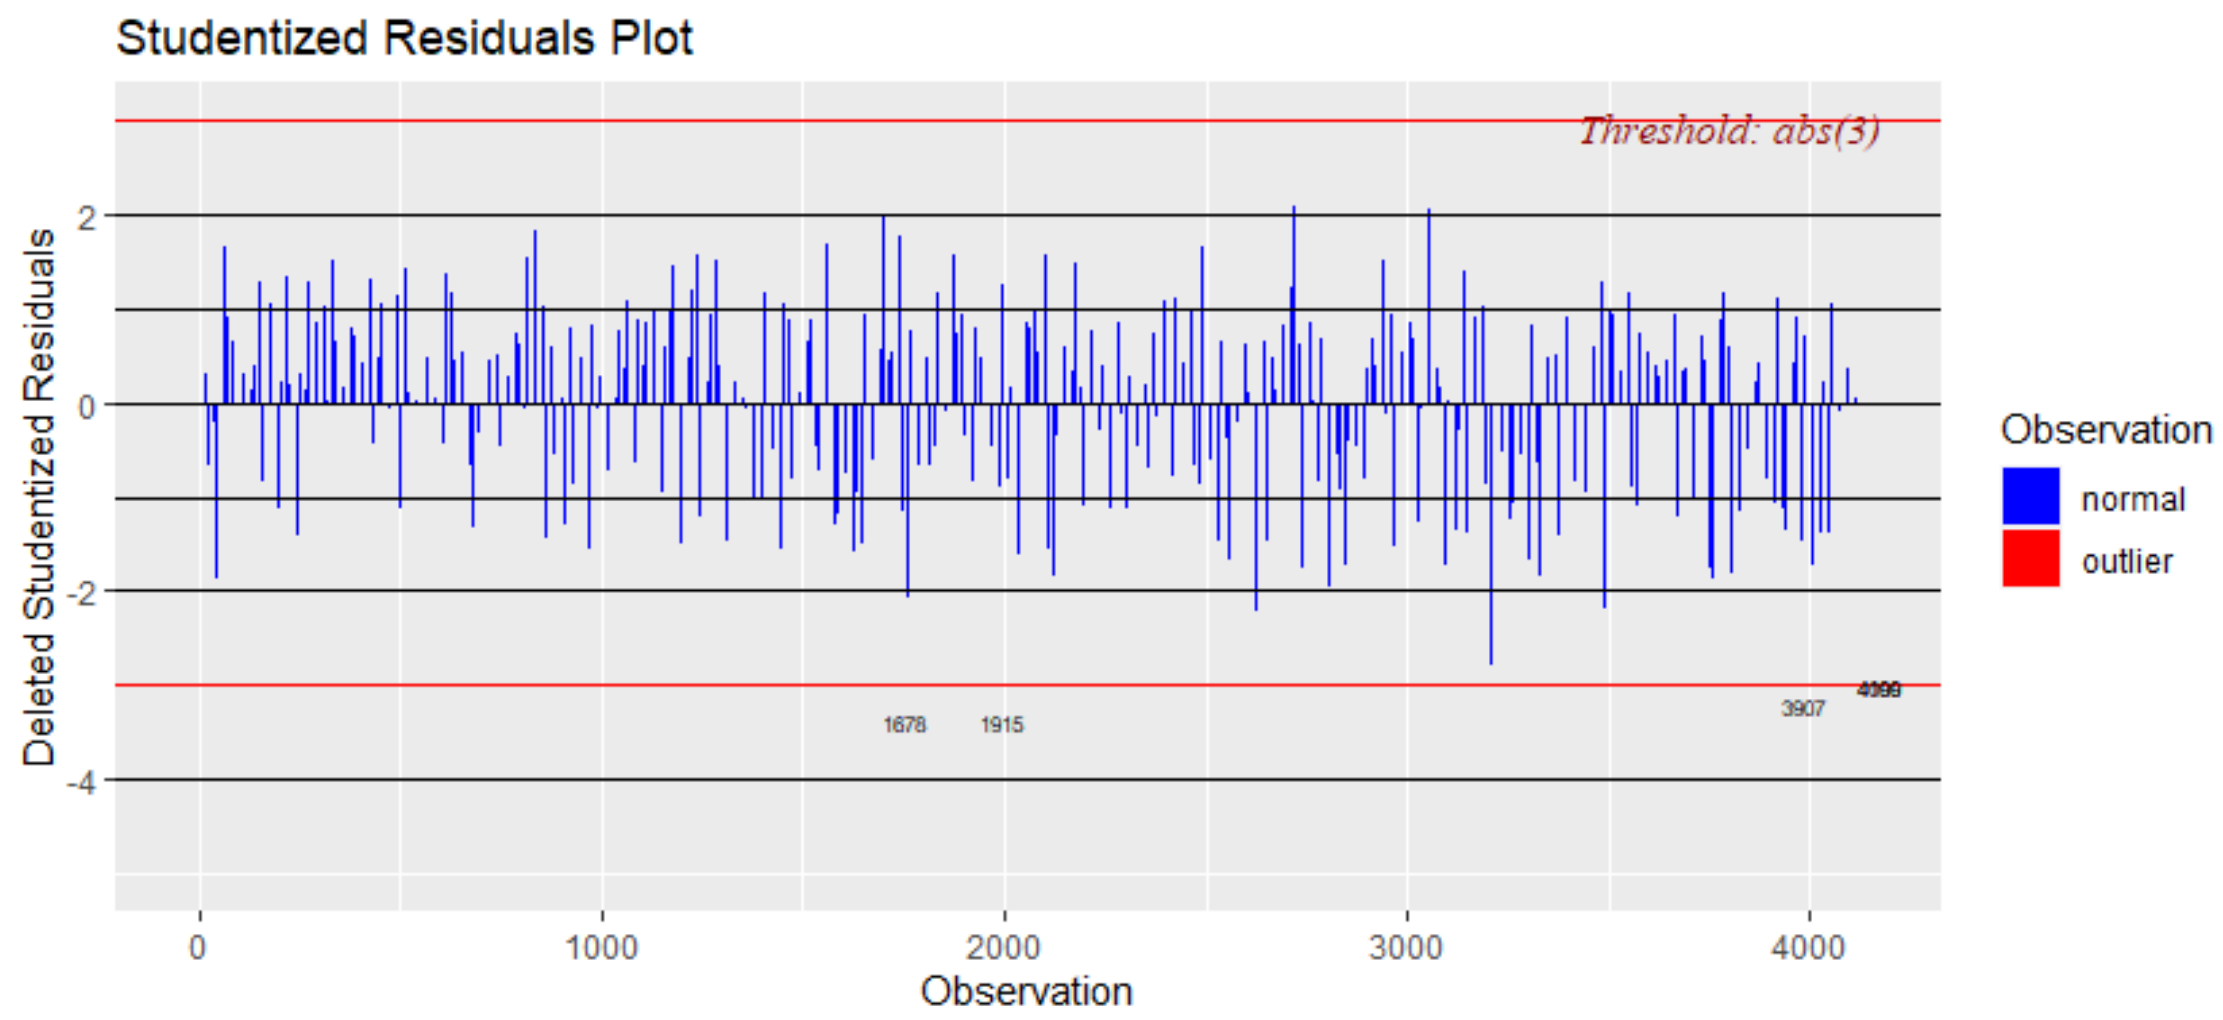 Studentized Residuals Plot
Threshold: abs(3)
Deleted Studentized Residuals
2
0
-2
-4
1678
1915
3907
0
1000
2000
3000
4000
Observation
Observation
normal
outlier